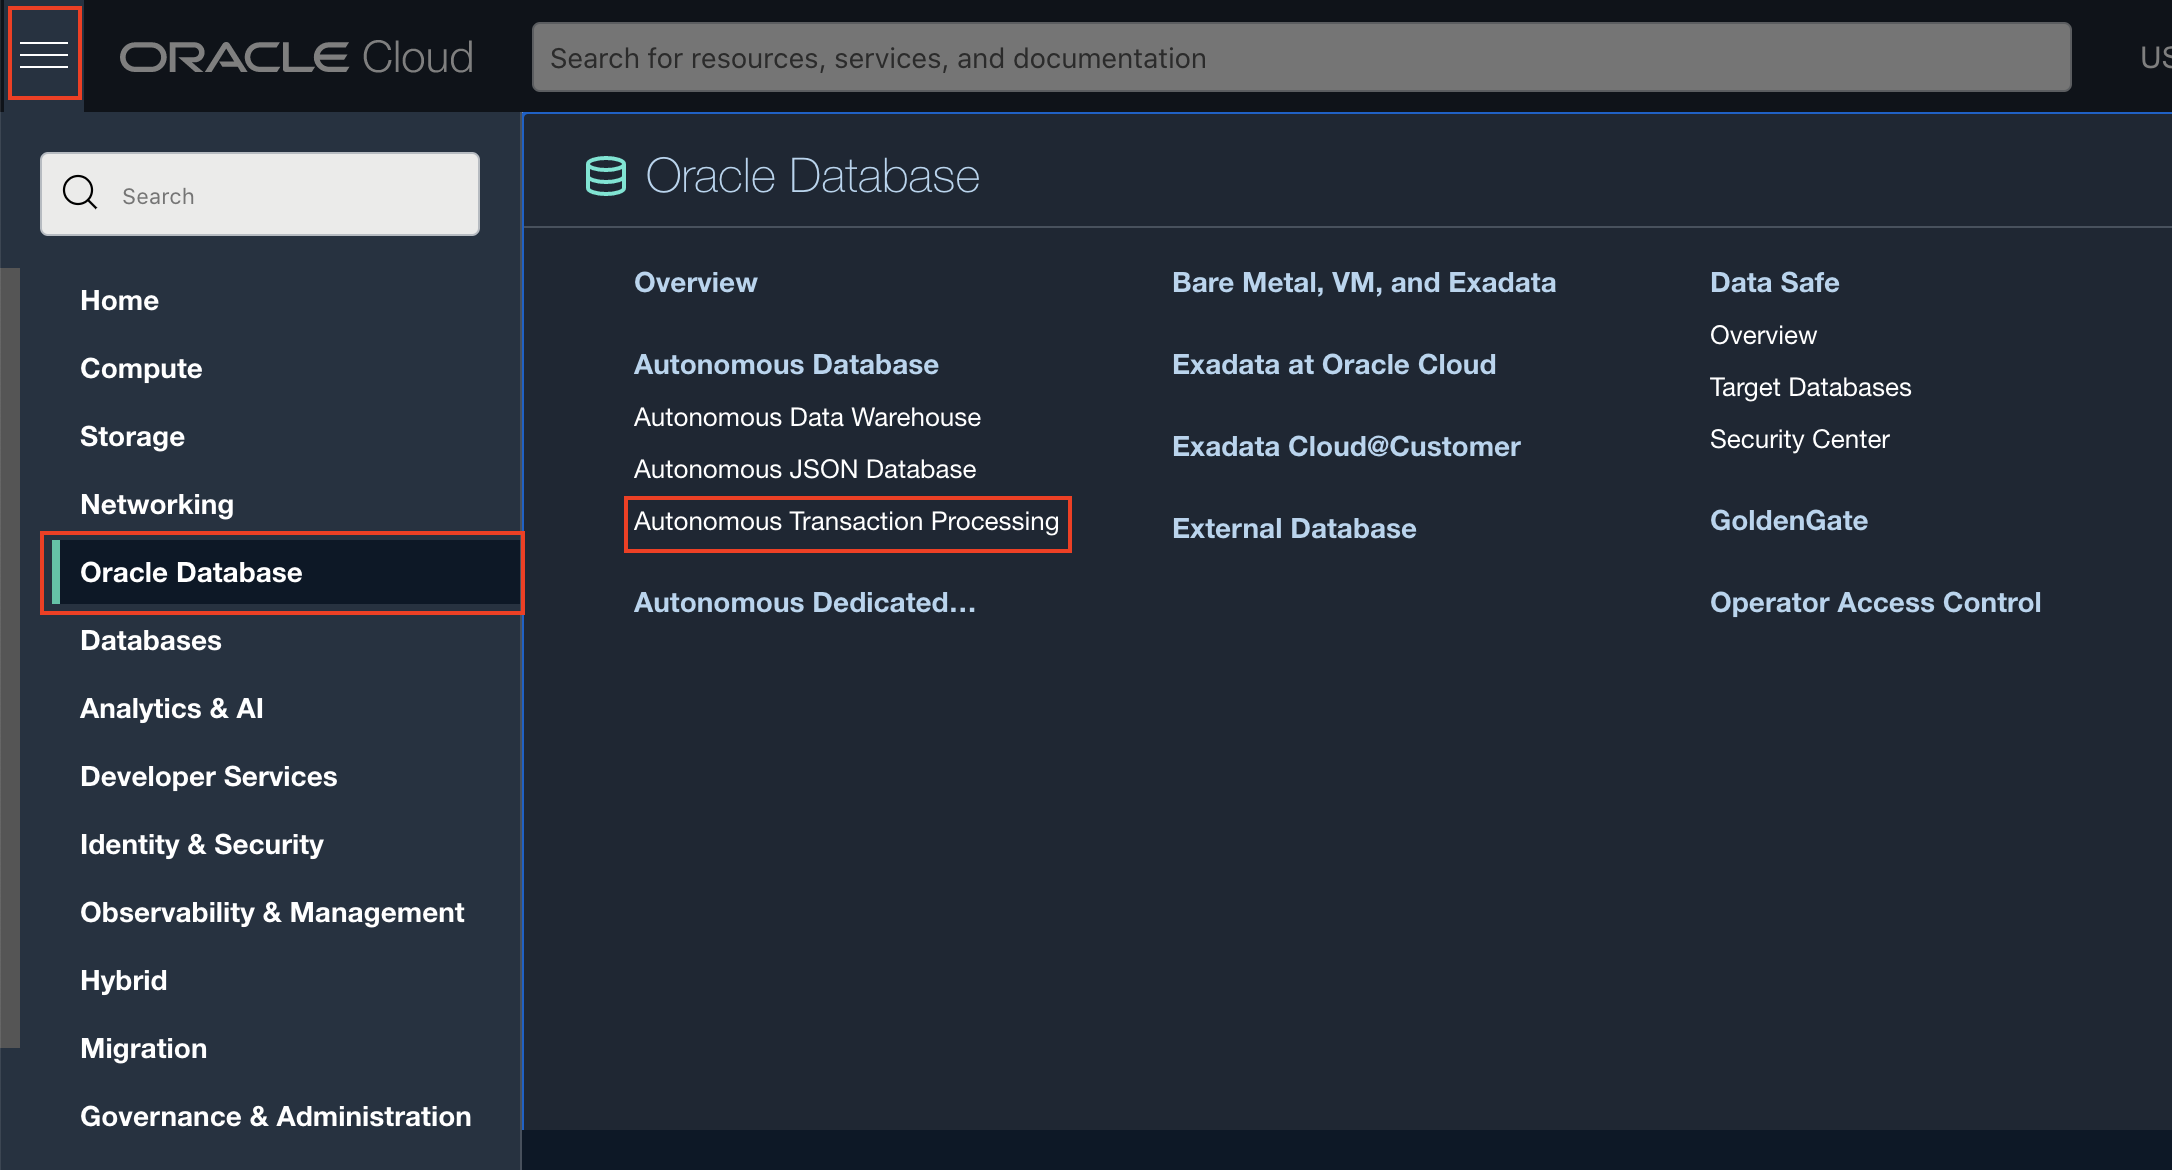 ORACLE Cloud
Search for resources, services, and documentation
US
Search
Home
Compute
Storage
Networking
Oracle Database
Databases
Analytics & AI
Developer Services
Identity & Security
Observability & Management
Hybrid
Migration
Governance & Administration
Oracle Database
Overview
Autonomous Database
Autonomous Data Warehouse
Autonomous JSON Database
Autonomous Transaction Processing
Autonomous Dedicated...
Bare Metal, VM, and Exadata
Exadata at Oracle Cloud
Exadata Cloud@Customer
External Database
Data Safe
Overview
Target Databases
Security Center
GoldenGate
Operator Access Control